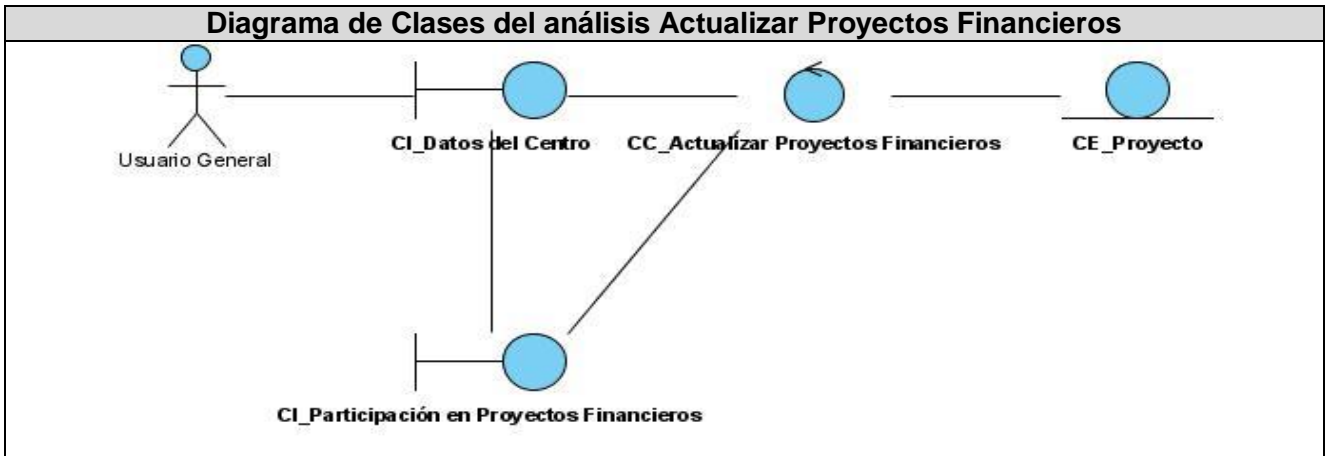 Diagrama de Clases del análisis Actualizar Proyectos Financieros
Usuario General
CI_Datos del Centro
CC_Actualizar Proyectos Financieros
CE_Proyecto
CI_Participación en Proyectos Financieros